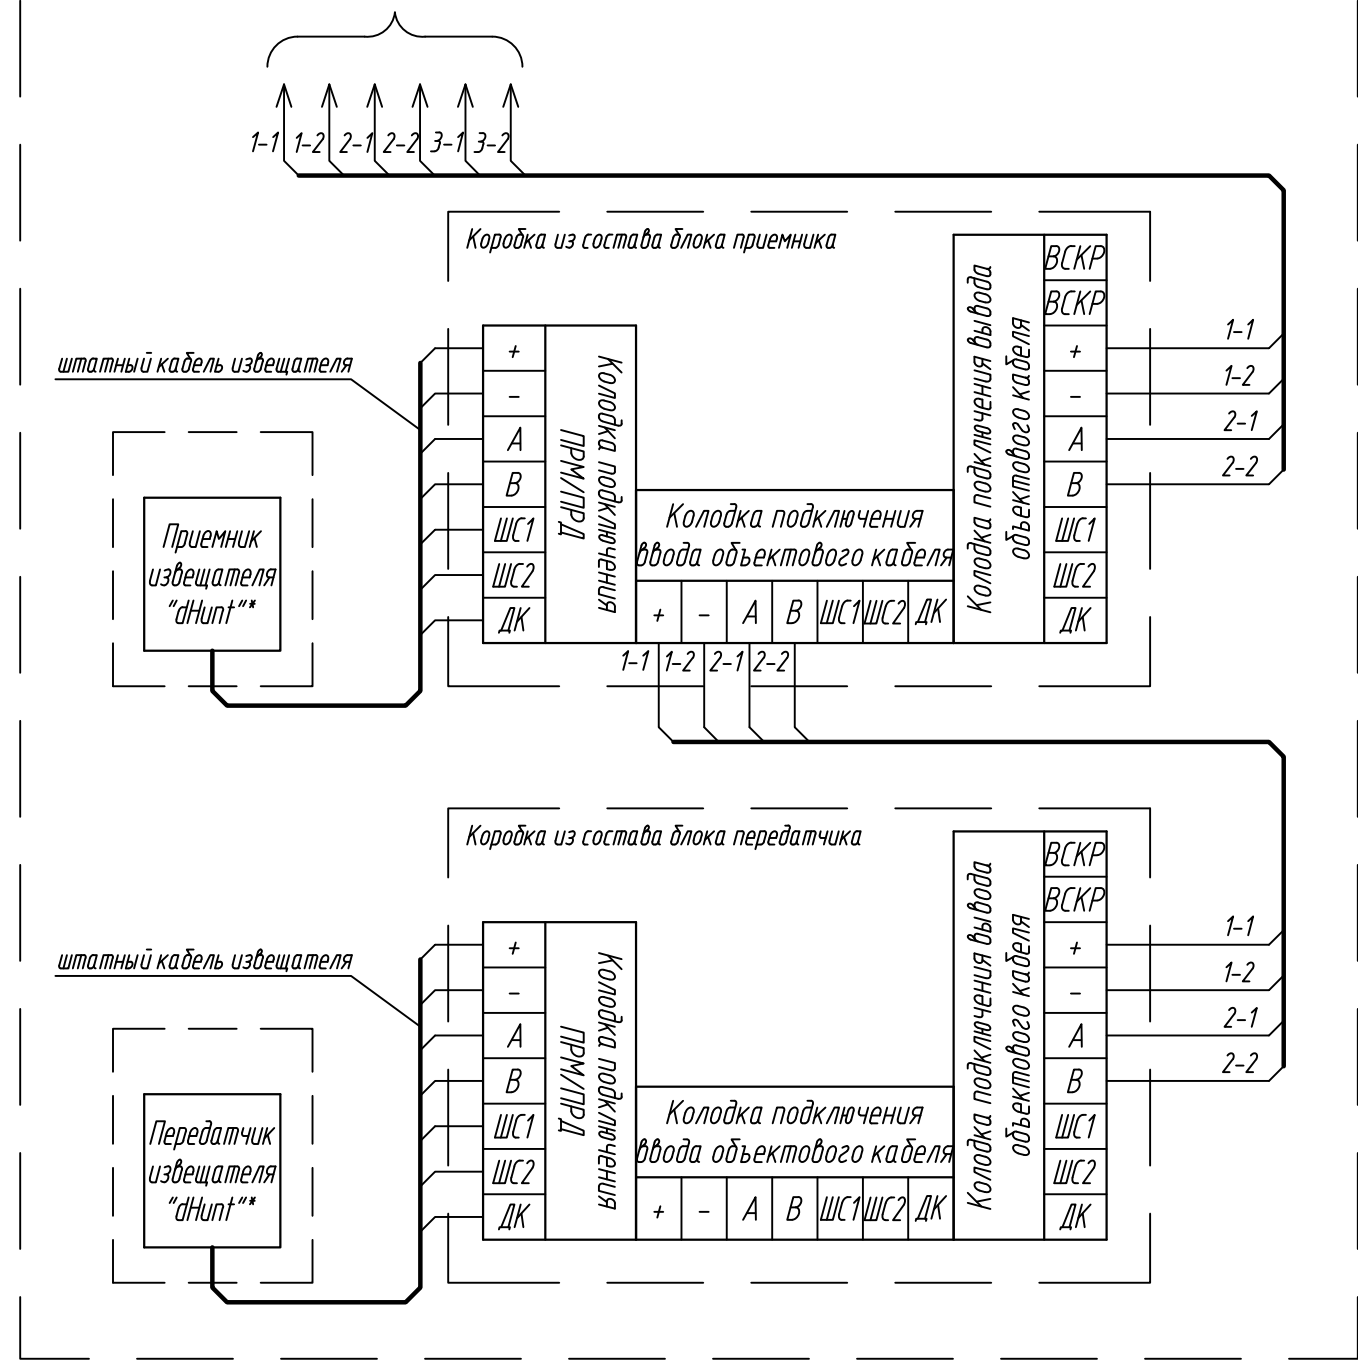 1-1 1-2 2-1 2-2 3-1 3-2
Коробка из состава блока приемника
штатный кабель извещателя
Приемник
извещателя
"dHunt"*
+
-
А
В
ШС1
ШС2
ДК
Колодка подключения
ПРМ/ПРД
Колодка подключения
ввода объектового кабеля
+ - А В ШС1 ШС2 ДК
Колодка подключения вывода
объектового кабеля
ВСКР
ВСКР
+
-
А
В
ШС1
ШС2
ДК
1-1
1-2
2-1
2-2
1-1 1-2 2-1 2-2
Коробка из состава блока передатчика
штатный кабель извещателя
Передатчик
извещателя
"dHunt"*
+
-
А
В
ШС1
ШС2
ДК
Колодка подключения
ПРМ/ПРД
Колодка подключения
ввода объектового кабеля
+ - А В ШС1 ШС2 ДК
Колодка подключения вывода
объектового кабеля
ВСКР
ВСКР
+
-
А
В
ШС1
ШС2
ДК
1-1
1-2
2-1
2-2